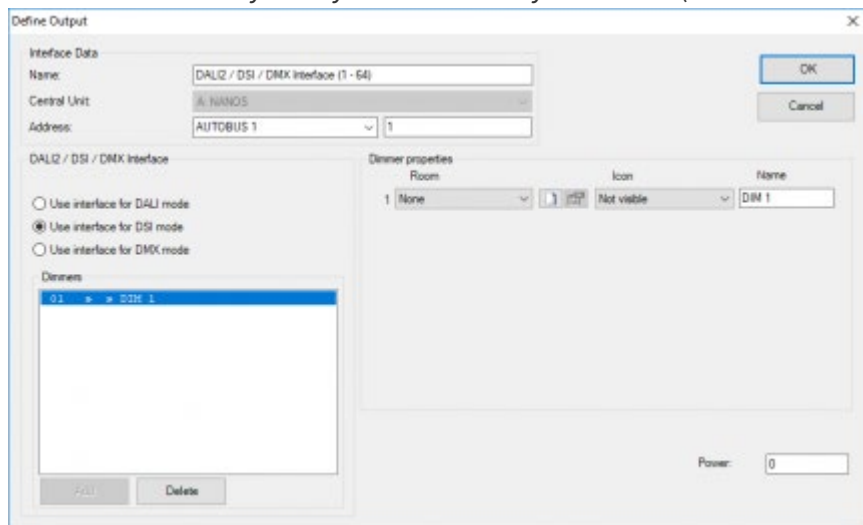 Define Output
Interface Data
Name:
DALI2 / DSI / DMX Interface (1 - 64)
OK
Central Unit
A: NANOS
Cancel
Address:
AUTOBUS 1
1
DALI2 / DSI / DMX Interface
Dimmer properties
Room
Icon
Name
Use interface for DALI mode
1 None
Not visible
DIM 1
Use interface for DSI mode
Use interface for DMX mode
Dimmers
01 » » DIM 1
Power:
0
Add
Delete